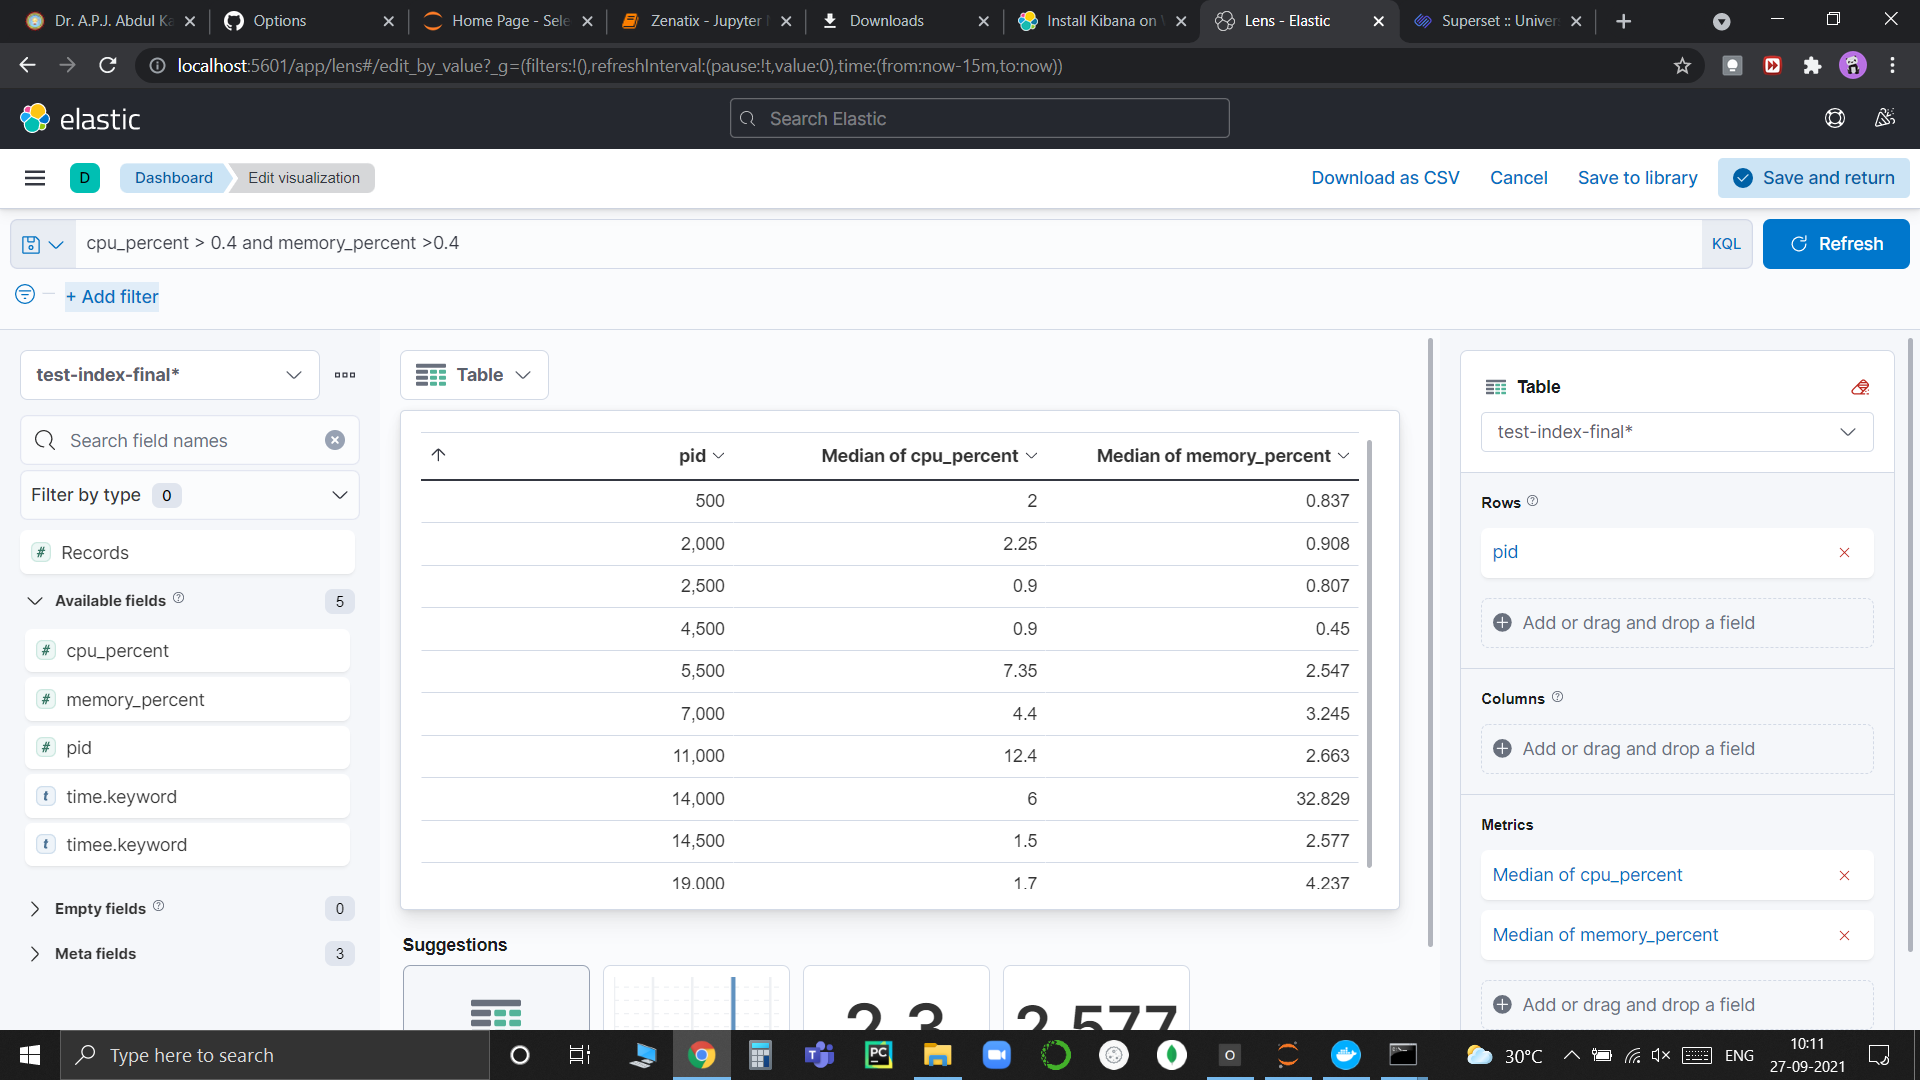 Dr. A.P.J. Abdul Ka
Options
Home Page - Sele
Zenatix - Jupyter
Downloads
Install Kibana on
Lens - Elastic
Superset :: Univer
localhost:5601/app/lens#/edit_by_value?_g=(filters:!(),refreshInterval:(pause:!t,value:0),time:(from:now-15m,to:now))
elastic
Search Elastic
D
Dashboard
Edit visualization
Download as CSV
Cancel
Save to library
Save and return
cpu_percent > 0.4 and memory_percent >0.4
KQL
Refresh
+ Add filter
test-index-final*
Search field names
Filter by type 0
# Records
Available fields 5
# cpu_percent
# memory_percent
# pid
t time.keyword
t timee.keyword
Empty fields 0
Meta fields 3
Table
pid Median of cpu_percent Median of memory_percent
500 2 0.837
2,000 2.25 0.908
2,500 0.9 0.807
4,500 0.9 0.45
5,500 7.35 2.547
7,000 4.4 3.245
11,000 12.4 2.663
14,000 6 32.829
14,500 1.5 2.577
19,000 1.7 4.237
Suggestions
2.3
2.577
Table
test-index-final*
Rows
pid
Add or drag and drop a field
Columns
Add or drag and drop a field
Metrics
Median of cpu_percent
Median of memory_percent
Add or drag and drop a field
Type here to search
PC
O
30°C
ENG
10:11
27-09-2021